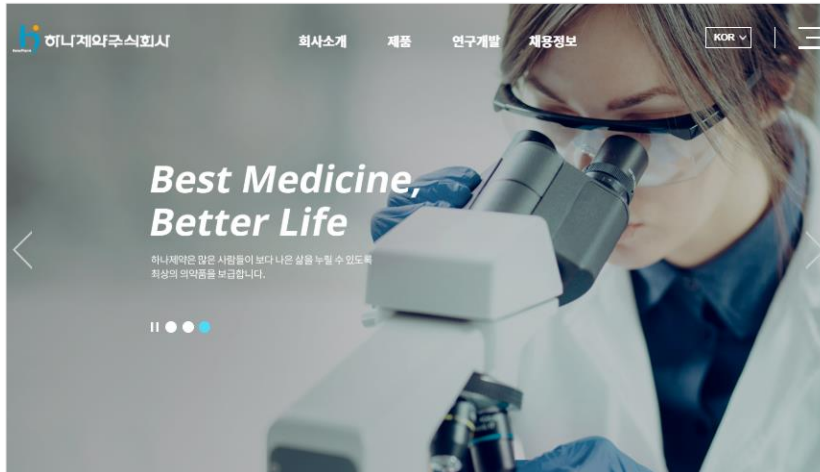 하나제약주식회사
회사소개 제품 연구개발 채용정보 KOR
Best Medicine,
Better Life
하나제약은 많은 사람들이 보다 나은 삶을 누릴 수 있도록
최상의 의약품을 보급합니다.